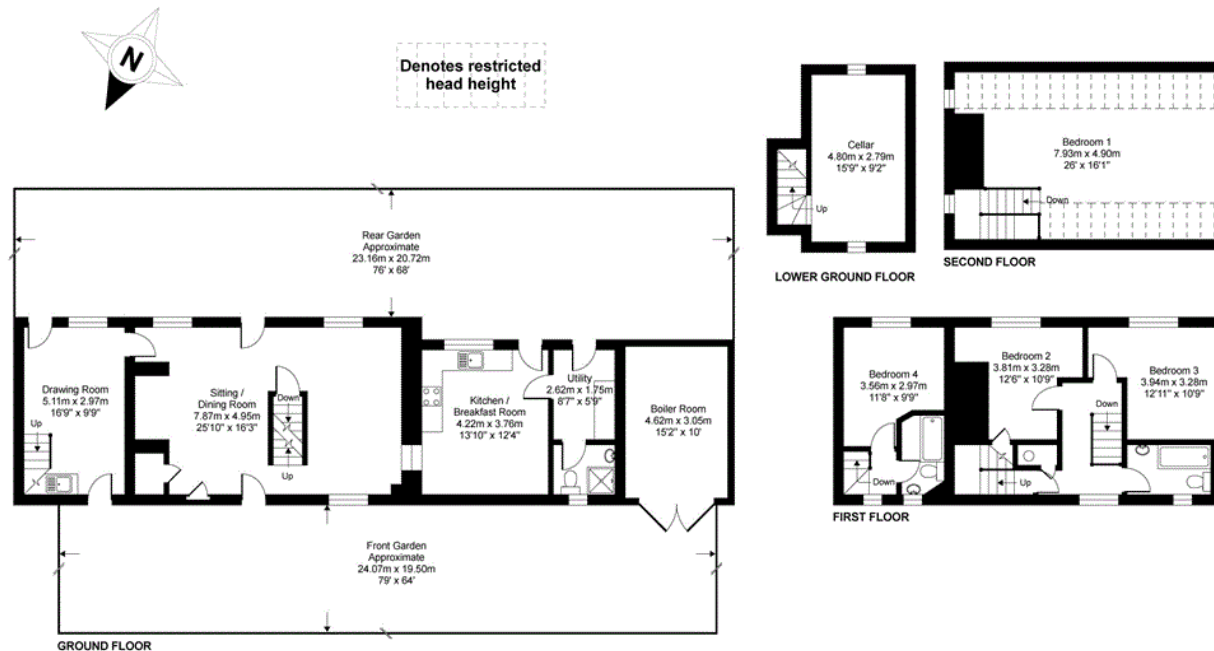 N
Denotes restricted
head height
Cellar
4.80m x 2.79m
15'9" x 9'2"
Up
LOWER GROUND FLOOR
Bedroom 1
7.93m x 4.90m
26' x 16'1"
Down
SECOND FLOOR
Rear Garden
Approximate
23.16m x 20.72m
76' x 68'
Drawing Room
5.11m x 2.97m
16'9" x 9'9"
Up
Sitting /
Dining Room
7.87m x 4.95m
25'10" x 16'3"
Down
Up
Kitchen /
Breakfast Room
4.22m x 3.76m
13'10" x 12'4"
Utility
2.62m x 1.75m
8'7" x 5'9"
Boiler Room
4.62m x 3.05m
15'2" x 10'
Front Garden
Approximate
24.07m x 19.50m
79' x 64'
GROUND FLOOR
Bedroom 4
3.56m x 2.97m
11'8" x 9'9"
Down
Bedroom 2
3.81m x 3.28m
12'6" x 10'9"
Up
Bedroom 3
3.94m x 3.28m
12'11" x 10'9"
Down
FIRST FLOOR